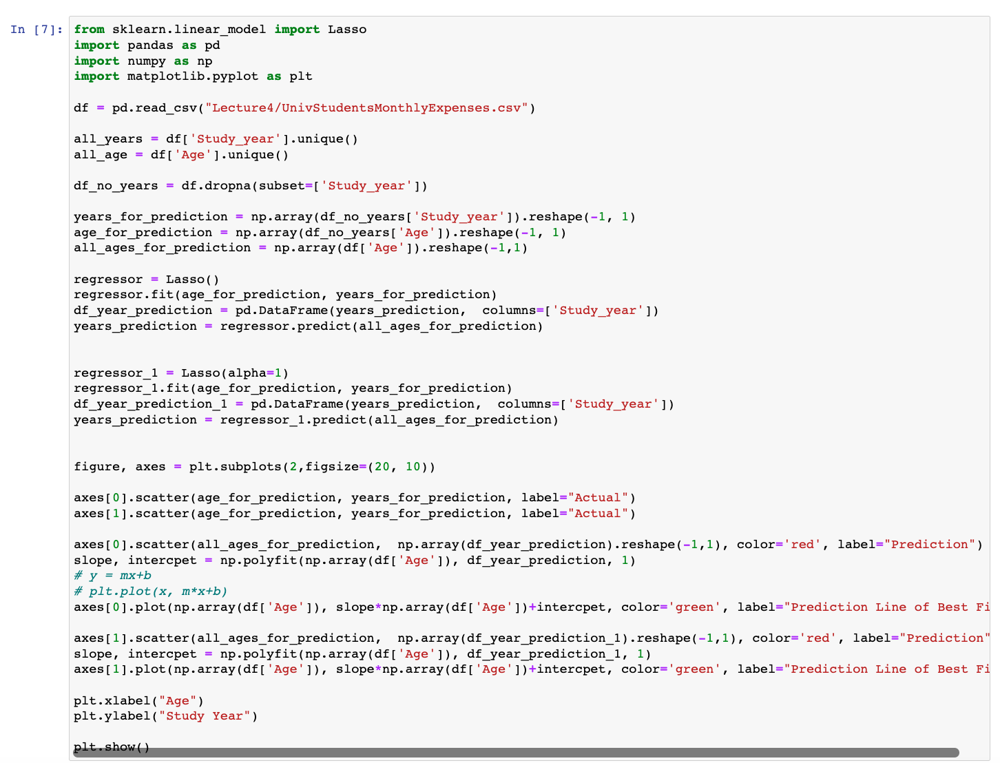 In [7]:
from sklearn.linear_model import Lasso
import pandas as pd
import numpy as np
import matplotlib.pyplot as plt
df = pd.read_csv("Lecture4/UnivStudentsMonthlyExpenses.csv")
all_years = df['Study_year'].unique()
all_age = df['Age'].unique()
df_no_years = df.dropna(subset=['Study_year'])
years_for_prediction = np.array(df_no_years['Study_year']).reshape(-1, 1)
age_for_prediction = np.array(df_no_years['Age']).reshape(-1, 1)
all_ages_for_prediction = np.array(df['Age']).reshape(-1,1)
regressor = Lasso()
regressor.fit(age_for_prediction, years_for_prediction)
df_year_prediction = pd.DataFrame(years_prediction,  columns=['Study_year'])
years_prediction = regressor.predict(all_ages_for_prediction)
regressor_1 = Lasso(alpha=1)
regressor_1.fit(age_for_prediction, years_for_prediction)
df_year_prediction_1 = pd.DataFrame(years_prediction,  columns=['Study_year'])
years_prediction = regressor_1.predict(all_ages_for_prediction)
figure, axes = plt.subplots(2,figsize=(20, 10))
axes[0].scatter(age_for_prediction, years_for_prediction, label="Actual")
axes[1].scatter(age_for_prediction, years_for_prediction, label="Actual")
axes[0].scatter(all_ages_for_prediction,  np.array(df_year_prediction).reshape(-1,1), color='red', label="Prediction")
slope, intercpet = np.polyfit(np.array(df['Age']), df_year_prediction, 1)
# y = mx+b
# plt.plot(x, m*x+b)
axes[0].plot(np.array(df['Age']), slope*np.array(df['Age'])+intercpet, color='green', label="Prediction Line of Best Fi
axes[1].scatter(all_ages_for_prediction,  np.array(df_year_prediction_1).reshape(-1,1), color='red', label="Prediction"
slope, intercpet = np.polyfit(np.array(df['Age']), df_year_prediction_1, 1)
axes[1].plot(np.array(df['Age']), slope*np.array(df['Age'])+intercpet, color='green', label="Prediction Line of Best Fi
plt.xlabel("Age")
plt.ylabel("Study Year")
plt.show()